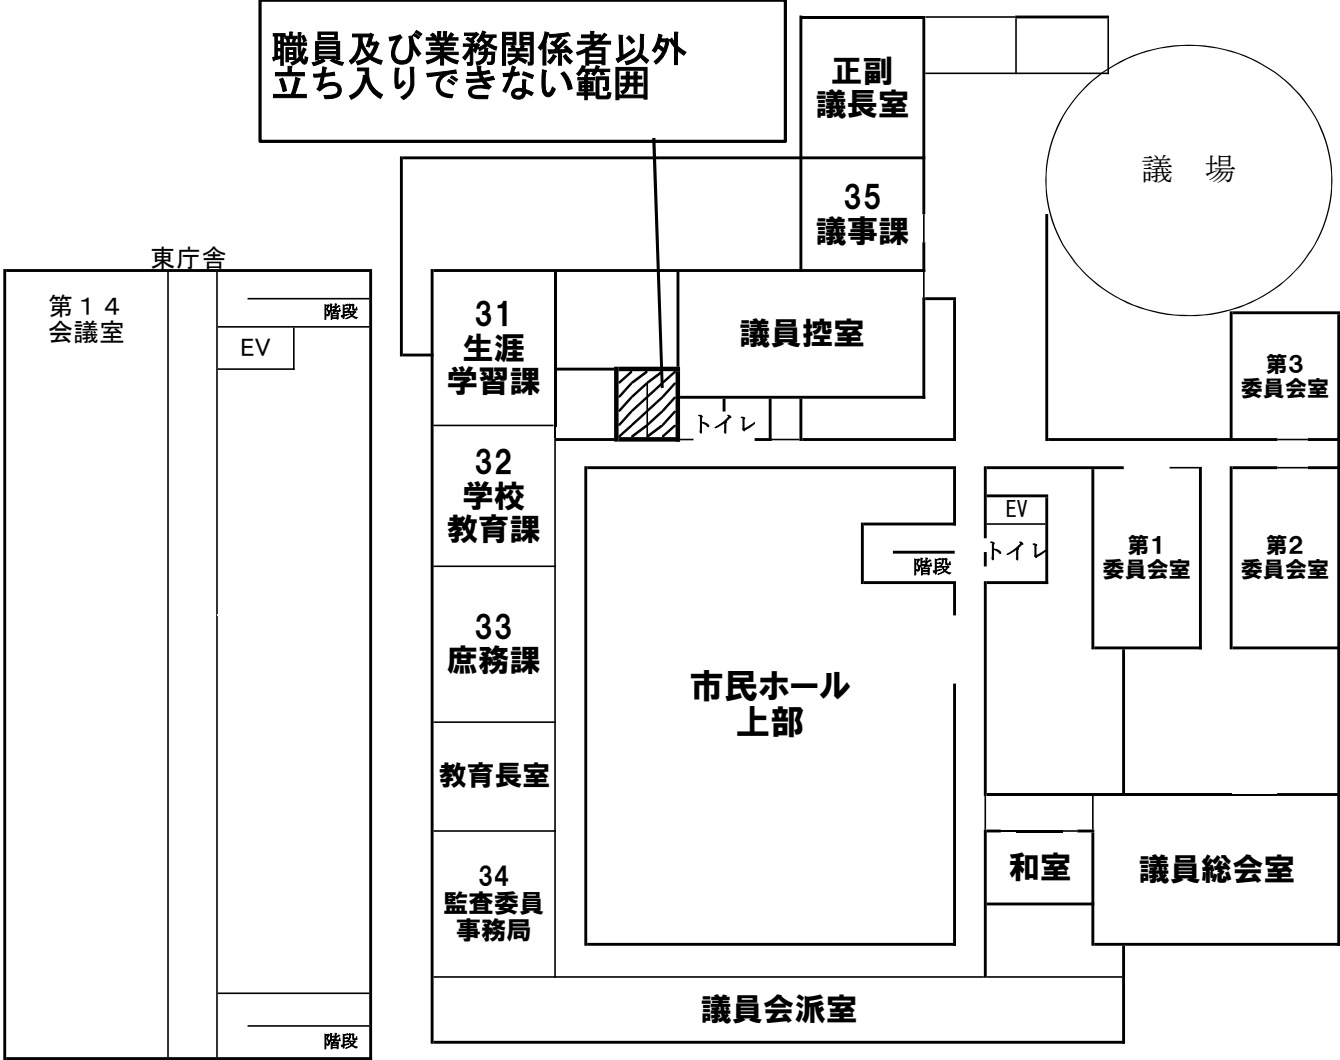 職員及び業務関係者以外
立ち入りできない範囲
正副
議長室
議　場
35
議事課
東庁舎
第１４
会議室
階段
EV
31
生涯
学習課
議員控室
トイレ
第3
委員会室
32
学校
教育課
EV
トイレ
階段
第1
委員会室
第2
委員会室
33
庶務課
市民ホール
上部
教育長室
34
監査委員
事務局
和室
議員総会室
議員会派室
階段